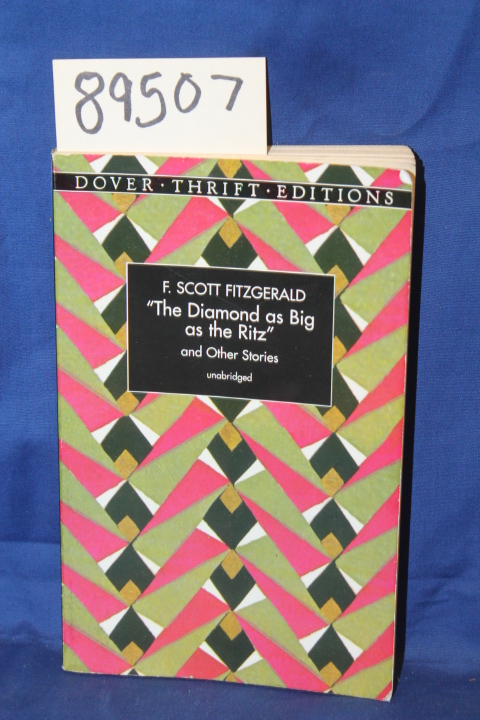 89507
DOVER · THRIFT · EDITIONS
F. SCOTT FITZGERALD
"The Diamond as Big
as the Ritz"
and Other Stories
unabridged